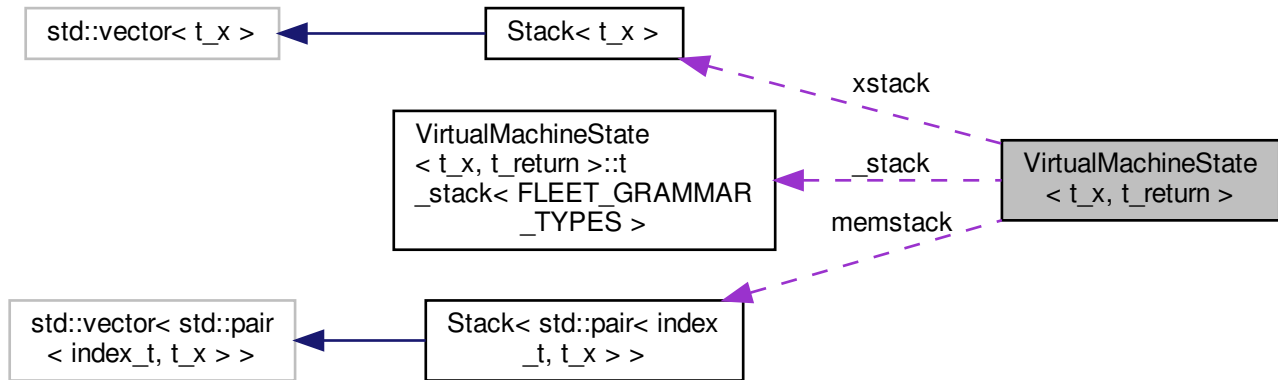 std::vector< t_x >
Stack< t_x >
xstack
VirtualMachineState
< t_x, t_return >::t
_stack< FLEET_GRAMMAR
_TYPES >
_stack
VirtualMachineState
< t_x, t_return >
memstack
std::vector< std::pair
< index_t, t_x > >
Stack< std::pair< index
_t, t_x > >